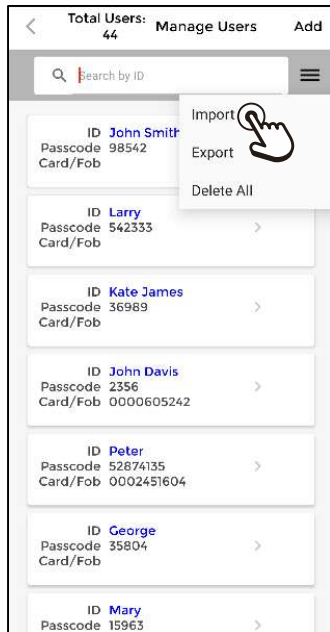 Total Users:
44
Manage Users
Add
Search by ID
Import
Export
Delete All
ID John Smith
Passcode 98542
Card/Fob
ID Larry
Passcode 542333
Card/Fob
ID Kate James
Passcode 36989
Card/Fob
ID John Davis
Passcode 2356
Card/Fob 0000605242
ID Peter
Passcode 52874135
Card/Fob 0002451604
ID George
Passcode 35804
Card/Fob
ID Mary
Passcode 15963